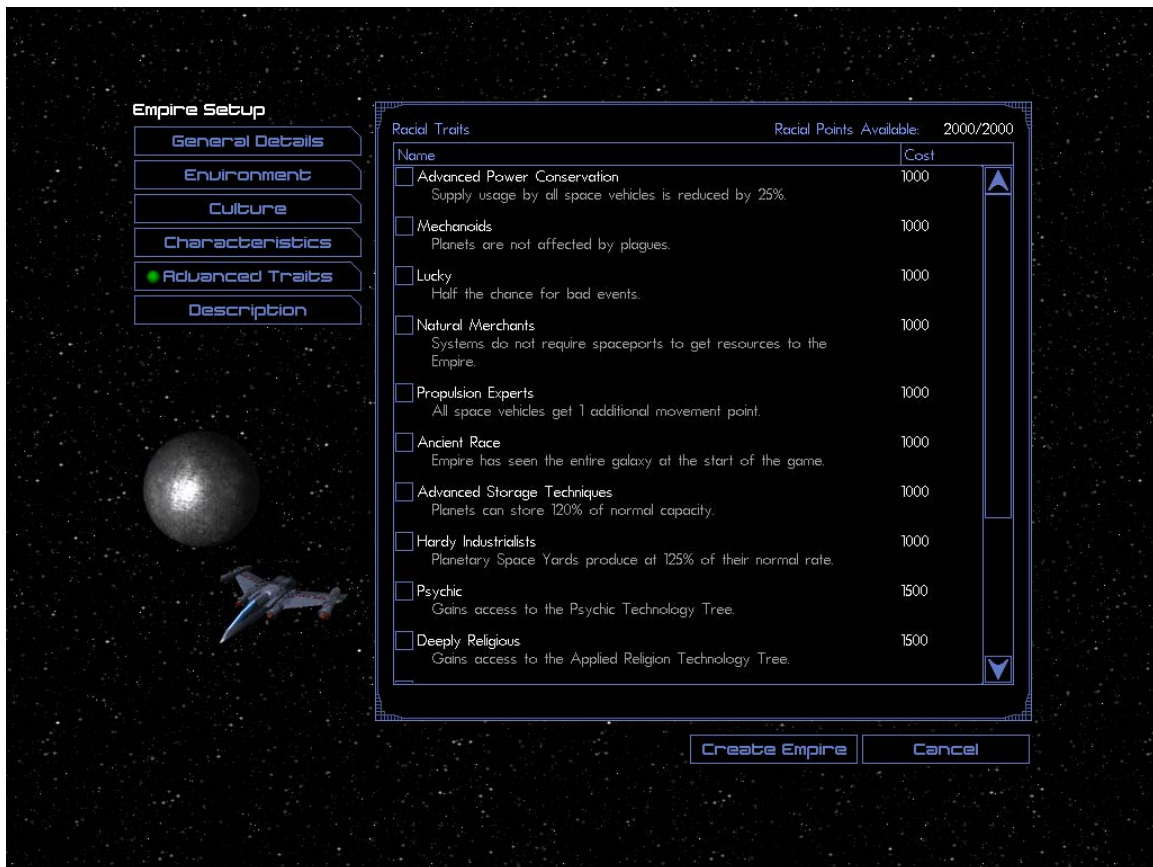 Empire Setup
General Details
Environment
Culture
Characteristics
Advanced Traits
Description
Racial Traits Racial Points Available: 2000/2000
Name Cost
Advanced Power Conservation 1000
Supply usage by all space vehicles is reduced by 25%.
Mechanoids 1000
Planets are not affected by plagues.
Lucky 1000
Half the chance for bad events.
Natural Merchants 1000
Systems do not require spaceports to get resources to the
Empire.
Propulsion Experts 1000
All space vehicles get 1 additional movement point.
Ancient Race 1000
Empire has seen the entire galaxy at the start of the game.
Advanced Storage Techniques 1000
Planets can store 120% of normal capacity.
Hardy Industrialists 1000
Planetary Space Yards produce at 125% of their normal rate.
Psychic 1500
Gains access to the Psychic Technology Tree.
Deeply Religious 1500
Gains access to the Applied Religion Technology Tree.
Create Empire Cancel